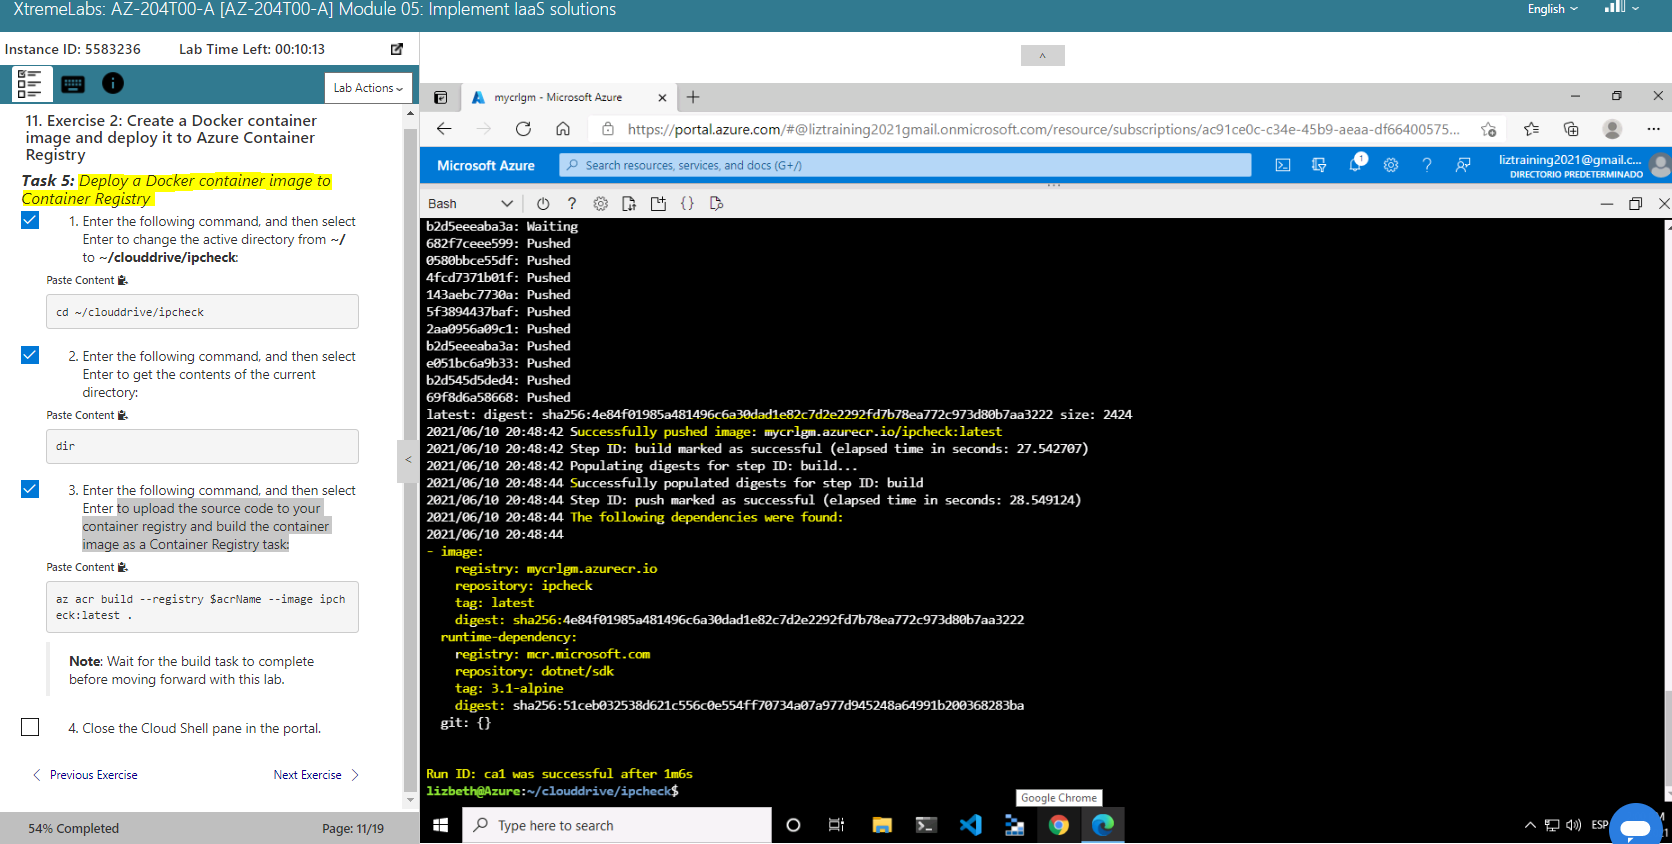 XtremeLabs: AZ-204T00-A [AZ-204T00-A] Module 05: Implement IaaS solutions
English
Instance ID: 5583236
Lab Time Left: 00:10:13
Lab Actions
11. Exercise 2: Create a Docker container
image and deploy it to Azure Container
Registry
Task 5: Deploy a Docker container image to
Container Registry
1. Enter the following command, and then select
Enter to change the active directory from ~/
to ~/clouddrive/ipcheck:
Paste Content
cd ~/clouddrive/ipcheck
2. Enter the following command, and then select
Enter to get the contents of the current
directory:
Paste Content
dir
3. Enter the following command, and then select
Enter to upload the source code to your
container registry and build the container
image as a Container Registry task:
Paste Content
az acr build --registry $acrName --image ipch
eck:latest .
Note: Wait for the build task to complete
before moving forward with this lab.
4. Close the Cloud Shell pane in the portal.
Previous Exercise
Next Exercise
54% Completed
Page: 11/19
mycrlgm - Microsoft Azure
https://portal.azure.com/#@liztraining2021gmail.onmicrosoft.com/resource/subscriptions/ac91ce0c-c34e-45b9-aeaa-df66400575...
Microsoft Azure
Search resources, services, and docs (G+/)
1
liztraining2021@gmail.c...
DIRECTORIO PREDETERMINADO
Bash
b2d5eeeaba3a: Waiting
682f7ceee599: Pushed
0580bbce55df: Pushed
4fcd7371b01f: Pushed
143aebc7730a: Pushed
5f3894437baf: Pushed
2aa0956a09c1: Pushed
b2d5eeeaba3a: Pushed
e051bc6a9b33: Pushed
b2d545d5ded4: Pushed
69f8d6a58668: Pushed
latest: digest: sha256:4e84f01985a481496c6a30dad1e82c7d2e2292fd7b78ea772c973d80b7aa3222 size: 2424
2021/06/10 20:48:42 Successfully pushed image: mycrlgm.azurecr.io/ipcheck:latest
2021/06/10 20:48:42 Step ID: build marked as successful (elapsed time in seconds: 27.542707)
2021/06/10 20:48:42 Populating digests for step ID: build...
2021/06/10 20:48:44 Successfully populated digests for step ID: build
2021/06/10 20:48:44 Step ID: push marked as successful (elapsed time in seconds: 28.549124)
2021/06/10 20:48:44 The following dependencies were found:
2021/06/10 20:48:44
- image:
registry: mycrlgm.azurecr.io
repository: ipcheck
tag: latest
digest: sha256:4e84f01985a481496c6a30dad1e82c7d2e2292fd7b78ea772c973d80b7aa3222
runtime-dependency:
registry: mcr.microsoft.com
repository: dotnet/sdk
tag: 3.1-alpine
digest: sha256:51ceb032538d621c556c0e554ff70734a07a977d945248a64991b200368283ba
git: {}
Run ID: ca1 was successful after 1m6s
lizbeth@Azure:~/clouddrive/ipcheck$
Google Chrome
Type here to search
ESP